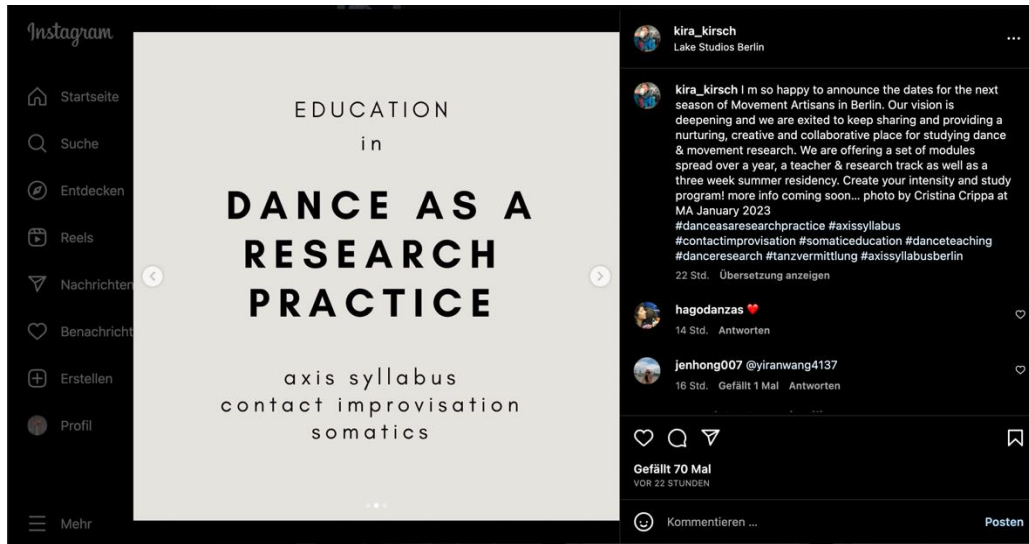 Instagram
Startseite
Suche
Entdecken
Reels
Nachrichten
Benachricht
Erstellen
Profil
Mehr
EDUCATION
in
DANCE AS A
RESEARCH
PRACTICE
axis syllabus
contact improvisation
somatics
kira_kirsch
Lake Studios Berlin
kira_kirsch I m so happy to announce the dates for the next
season of Movement Artisans in Berlin. Our vision is
deepening and we are exited to keep sharing and providing a
nurturing, creative and collaborative place for studying dance
& movement research. We are offering a set of modules
spread over a year, a teacher & research track as well as a
three week summer residency. Create your intensity and study
program! more info coming soon... photo by Cristina Crippa at
MA January 2023
#danceasaresearchpractice #axissyllabus
#contactimprovisation #somaticeducation #danceteaching
#danceresearch #tanzvermittlung #axissyllabusberlin
22 Std. Übersetzung anzeigen
hagodanzas ❤️
14 Std. Antworten
jenhong007 @yiranwang4137
16 Std. Gefällt 1 Mal Antworten
Gefällt 70 Mal
VOR 22 STUNDEN
Kommentieren ...
Posten